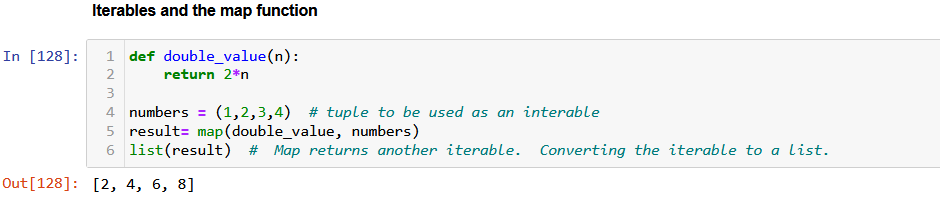 Iterables and the map function
In [128]: 1 def double_value(n):
2     return 2*n
3
4 numbers = (1,2,3,4)  # tuple to be used as an interable
5 result= map(double_value, numbers)
6 list(result)  #  Map returns another iterable.  Converting the iterable to a list.
Out[128]: [2, 4, 6, 8]